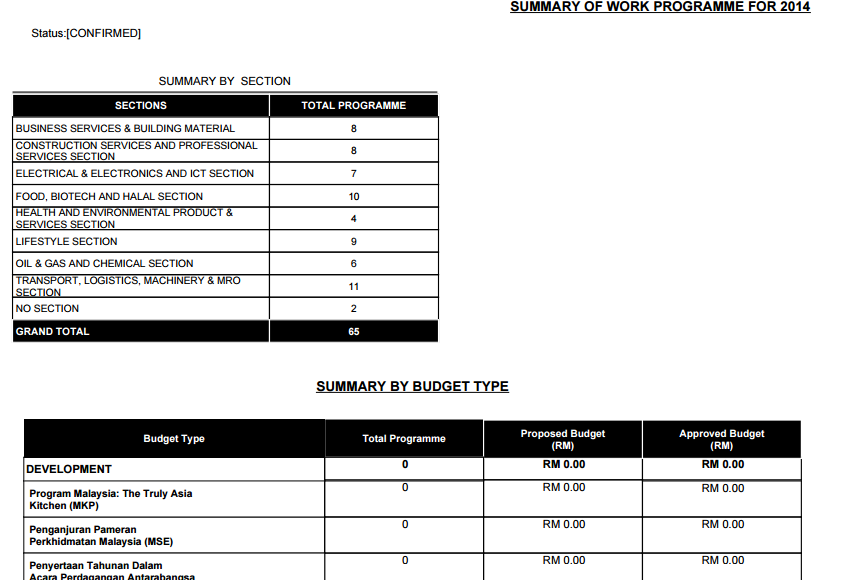 SUMMARY OF WORK PROGRAMME FOR 2014
Status:[CONFIRMED]
SUMMARY BY SECTION
SECTIONS TOTAL PROGRAMME
BUSINESS SERVICES & BUILDING MATERIAL 8
CONSTRUCTION SERVICES AND PROFESSIONAL
SERVICES SECTION 8
ELECTRICAL & ELECTRONICS AND ICT SECTION 7
FOOD, BIOTECH AND HALAL SECTION 10
HEALTH AND ENVIRONMENTAL PRODUCT &
SERVICES SECTION 4
LIFESTYLE SECTION 9
OIL & GAS AND CHEMICAL SECTION 6
TRANSPORT, LOGISTICS, MACHINERY & MRO
SECTION 11
NO SECTION 2
GRAND TOTAL 65
SUMMARY BY BUDGET TYPE
Budget Type Total Programme Proposed Budget (RM) Approved Budget (RM)
DEVELOPMENT 0 RM 0.00 RM 0.00
Program Malaysia: The Truly Asia 0 RM 0.00 RM 0.00
Kitchen (MKP)
Penganjuran Pameran 0 RM 0.00 RM 0.00
Perkhidmatan Malaysia (MSE)
Penyertaan Tahunan Dalam 0 RM 0.00 RM 0.00
Acara Perdagangan Antarabangsa